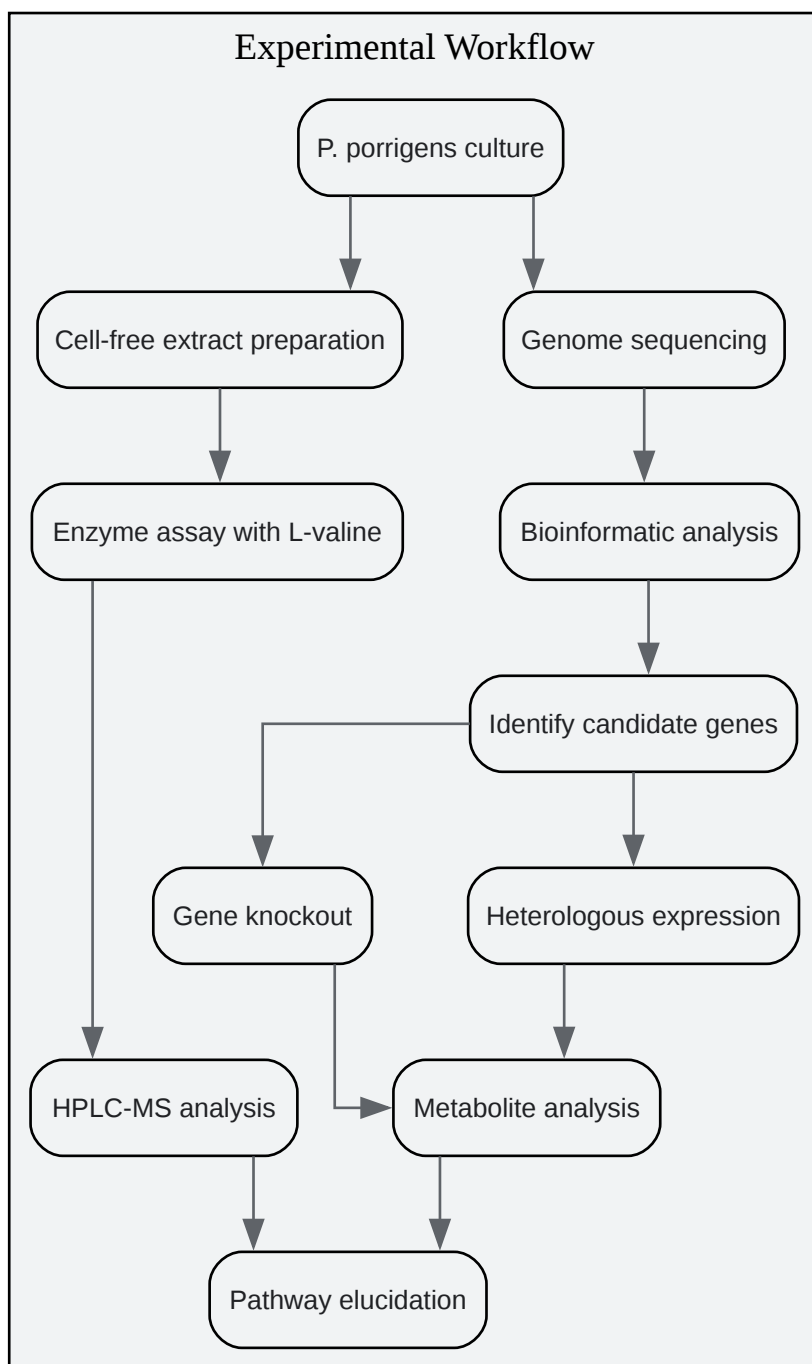 Experimental Workflow
P. porrigens culture
Cell-free extract preparation
Genome sequencing
Enzyme assay with L-valine
Bioinformatic analysis
Identify candidate genes
Gene knockout
Heterologous expression
HPLC-MS analysis
Metabolite analysis
Pathway elucidation